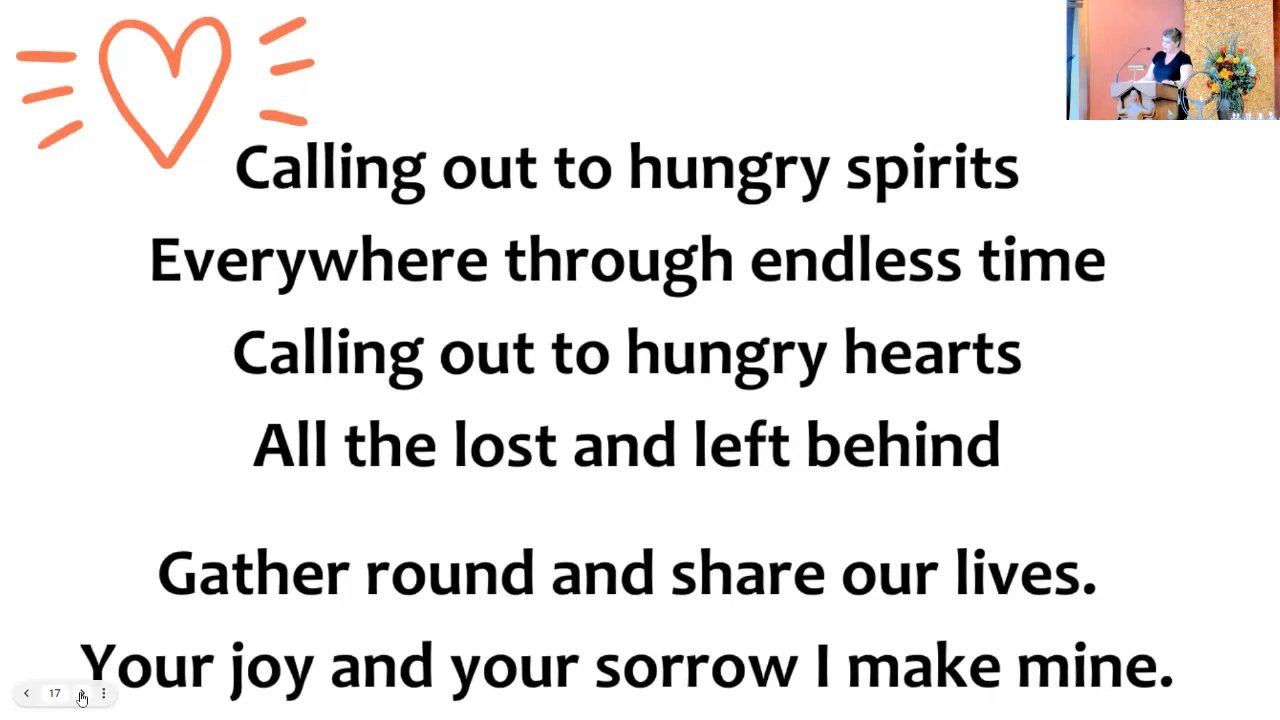 Calling out to hungry spirits
Everywhere through endless time
Calling out to hungry hearts
All the lost and left behind
Gather round and share our lives.
Your joy and your sorrow I make mine.
17